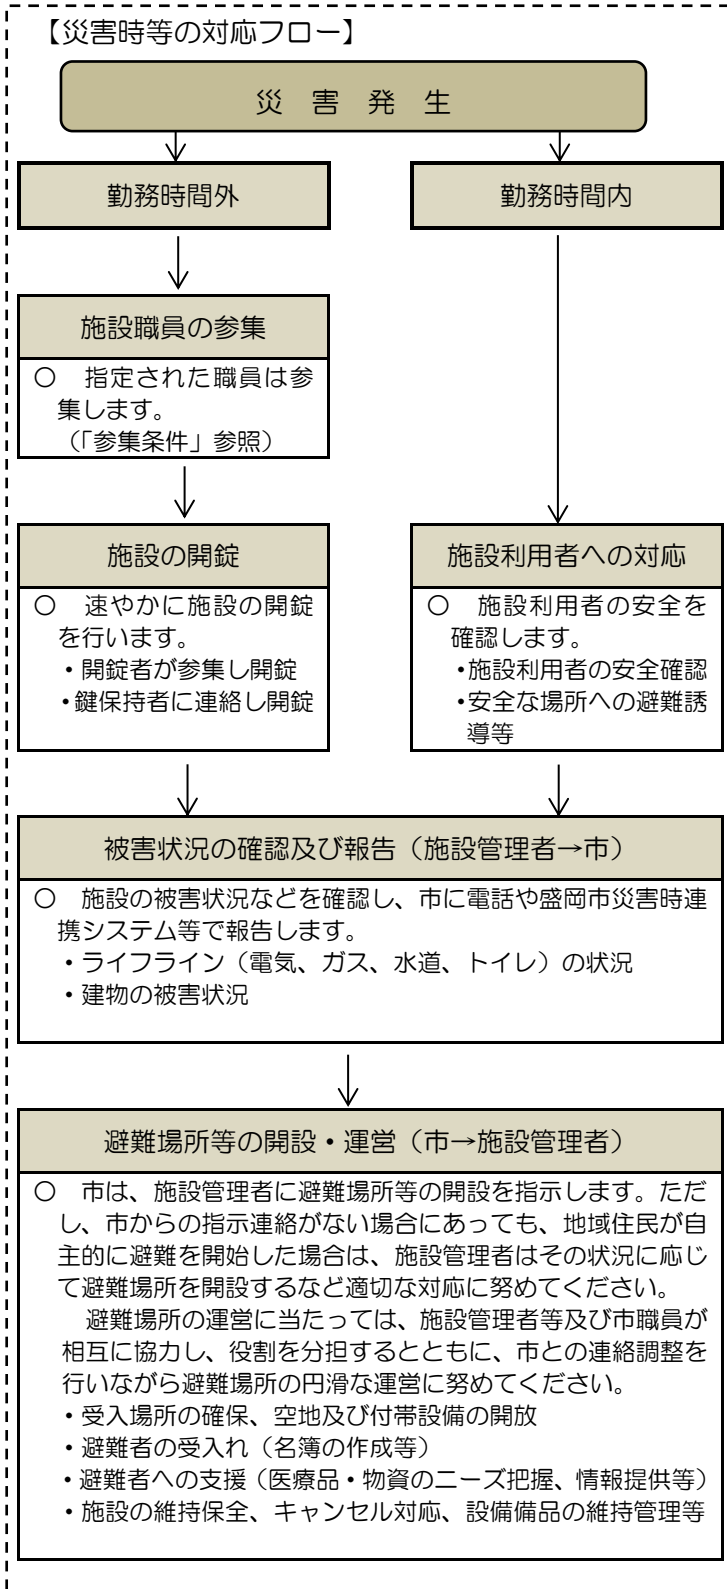 【災害時等の対応フロー】
災　害　発　生
勤務時間外
勤務時間内
施設職員の参集
〇　指定された職員は参
集します。
（「参集条件」参照）
施設の開錠
〇　速やかに施設の開錠
を行います。
・開錠者が参集し開錠
・鍵保持者に連絡し開錠
施設利用者への対応
〇　施設利用者の安全を
確認します。
・施設利用者の安全確認
・安全な場所への避難誘
導等
被害状況の確認及び報告（施設管理者→市）
〇　施設の被害状況などを確認し、市に電話や盛岡市災害時連
携システム等で報告します。
・ライフライン（電気、ガス、水道、トイレ）の状況
・建物の被害状況
避難場所等の開設・運営（市→施設管理者）
〇　市は、施設管理者に避難場所等の開設を指示します。ただ
し、市からの指示連絡がない場合にあっても、地域住民が自
主的に避難を開始した場合は、施設管理者はその状況に応じ
て避難場所を開設するなど適切な対応に努めてください。
避難場所の運営に当たっては、施設管理者等及び市職員が
相互に協力し、役割を分担するとともに、市との連絡調整を
行いながら避難場所の円滑な運営に努めてください。
・受入場所の確保、空地及び付帯設備の開放
・避難者の受入れ（名簿の作成等）
・避難者への支援（医療品・物資のニーズ把握、情報提供等）
・施設の維持保全、キャンセル対応、設備備品の維持管理等